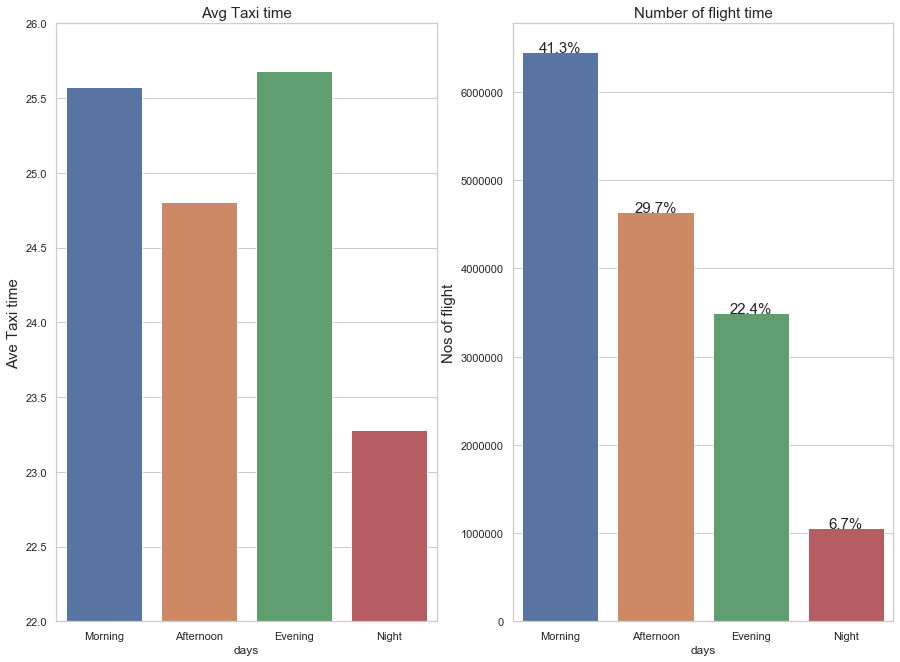 Avg Taxi time
26.0
25.5
25.0
24.5
24.0
23.5
23.0
22.5
22.0
Ave Taxi time
Morning Afternoon Evening Night
days
Number of flight time
41.3%
29.7%
22.4%
6.7%
6000000
5000000
4000000
3000000
2000000
1000000
0
Nos of flight
Morning Afternoon Evening Night
days